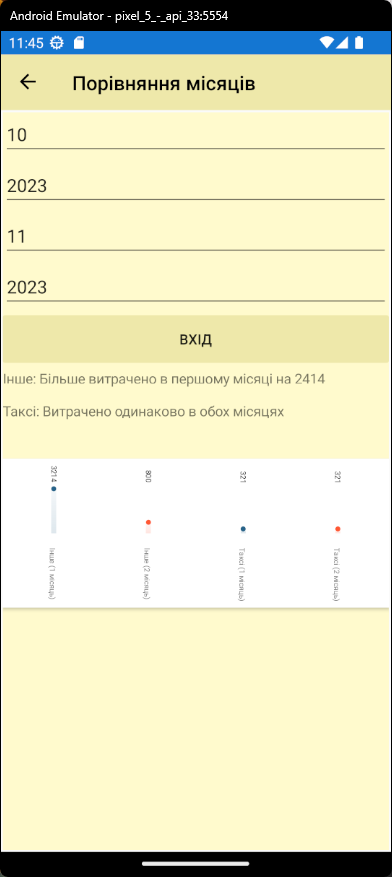 Android Emulator - pixel_5_-_api_33:5554
11:45
Порівняння місяців
10
2023
11
2023
ВХІД
Інше: Більше витрачено в першому місяці на 2414
Таксі: Витрачено одинаково в обох місяцях
3214
800
321
321
Інше (1 місяць)
Інше (2 місяць)
Таксі (1 місяць)
Таксі (2 місяць)